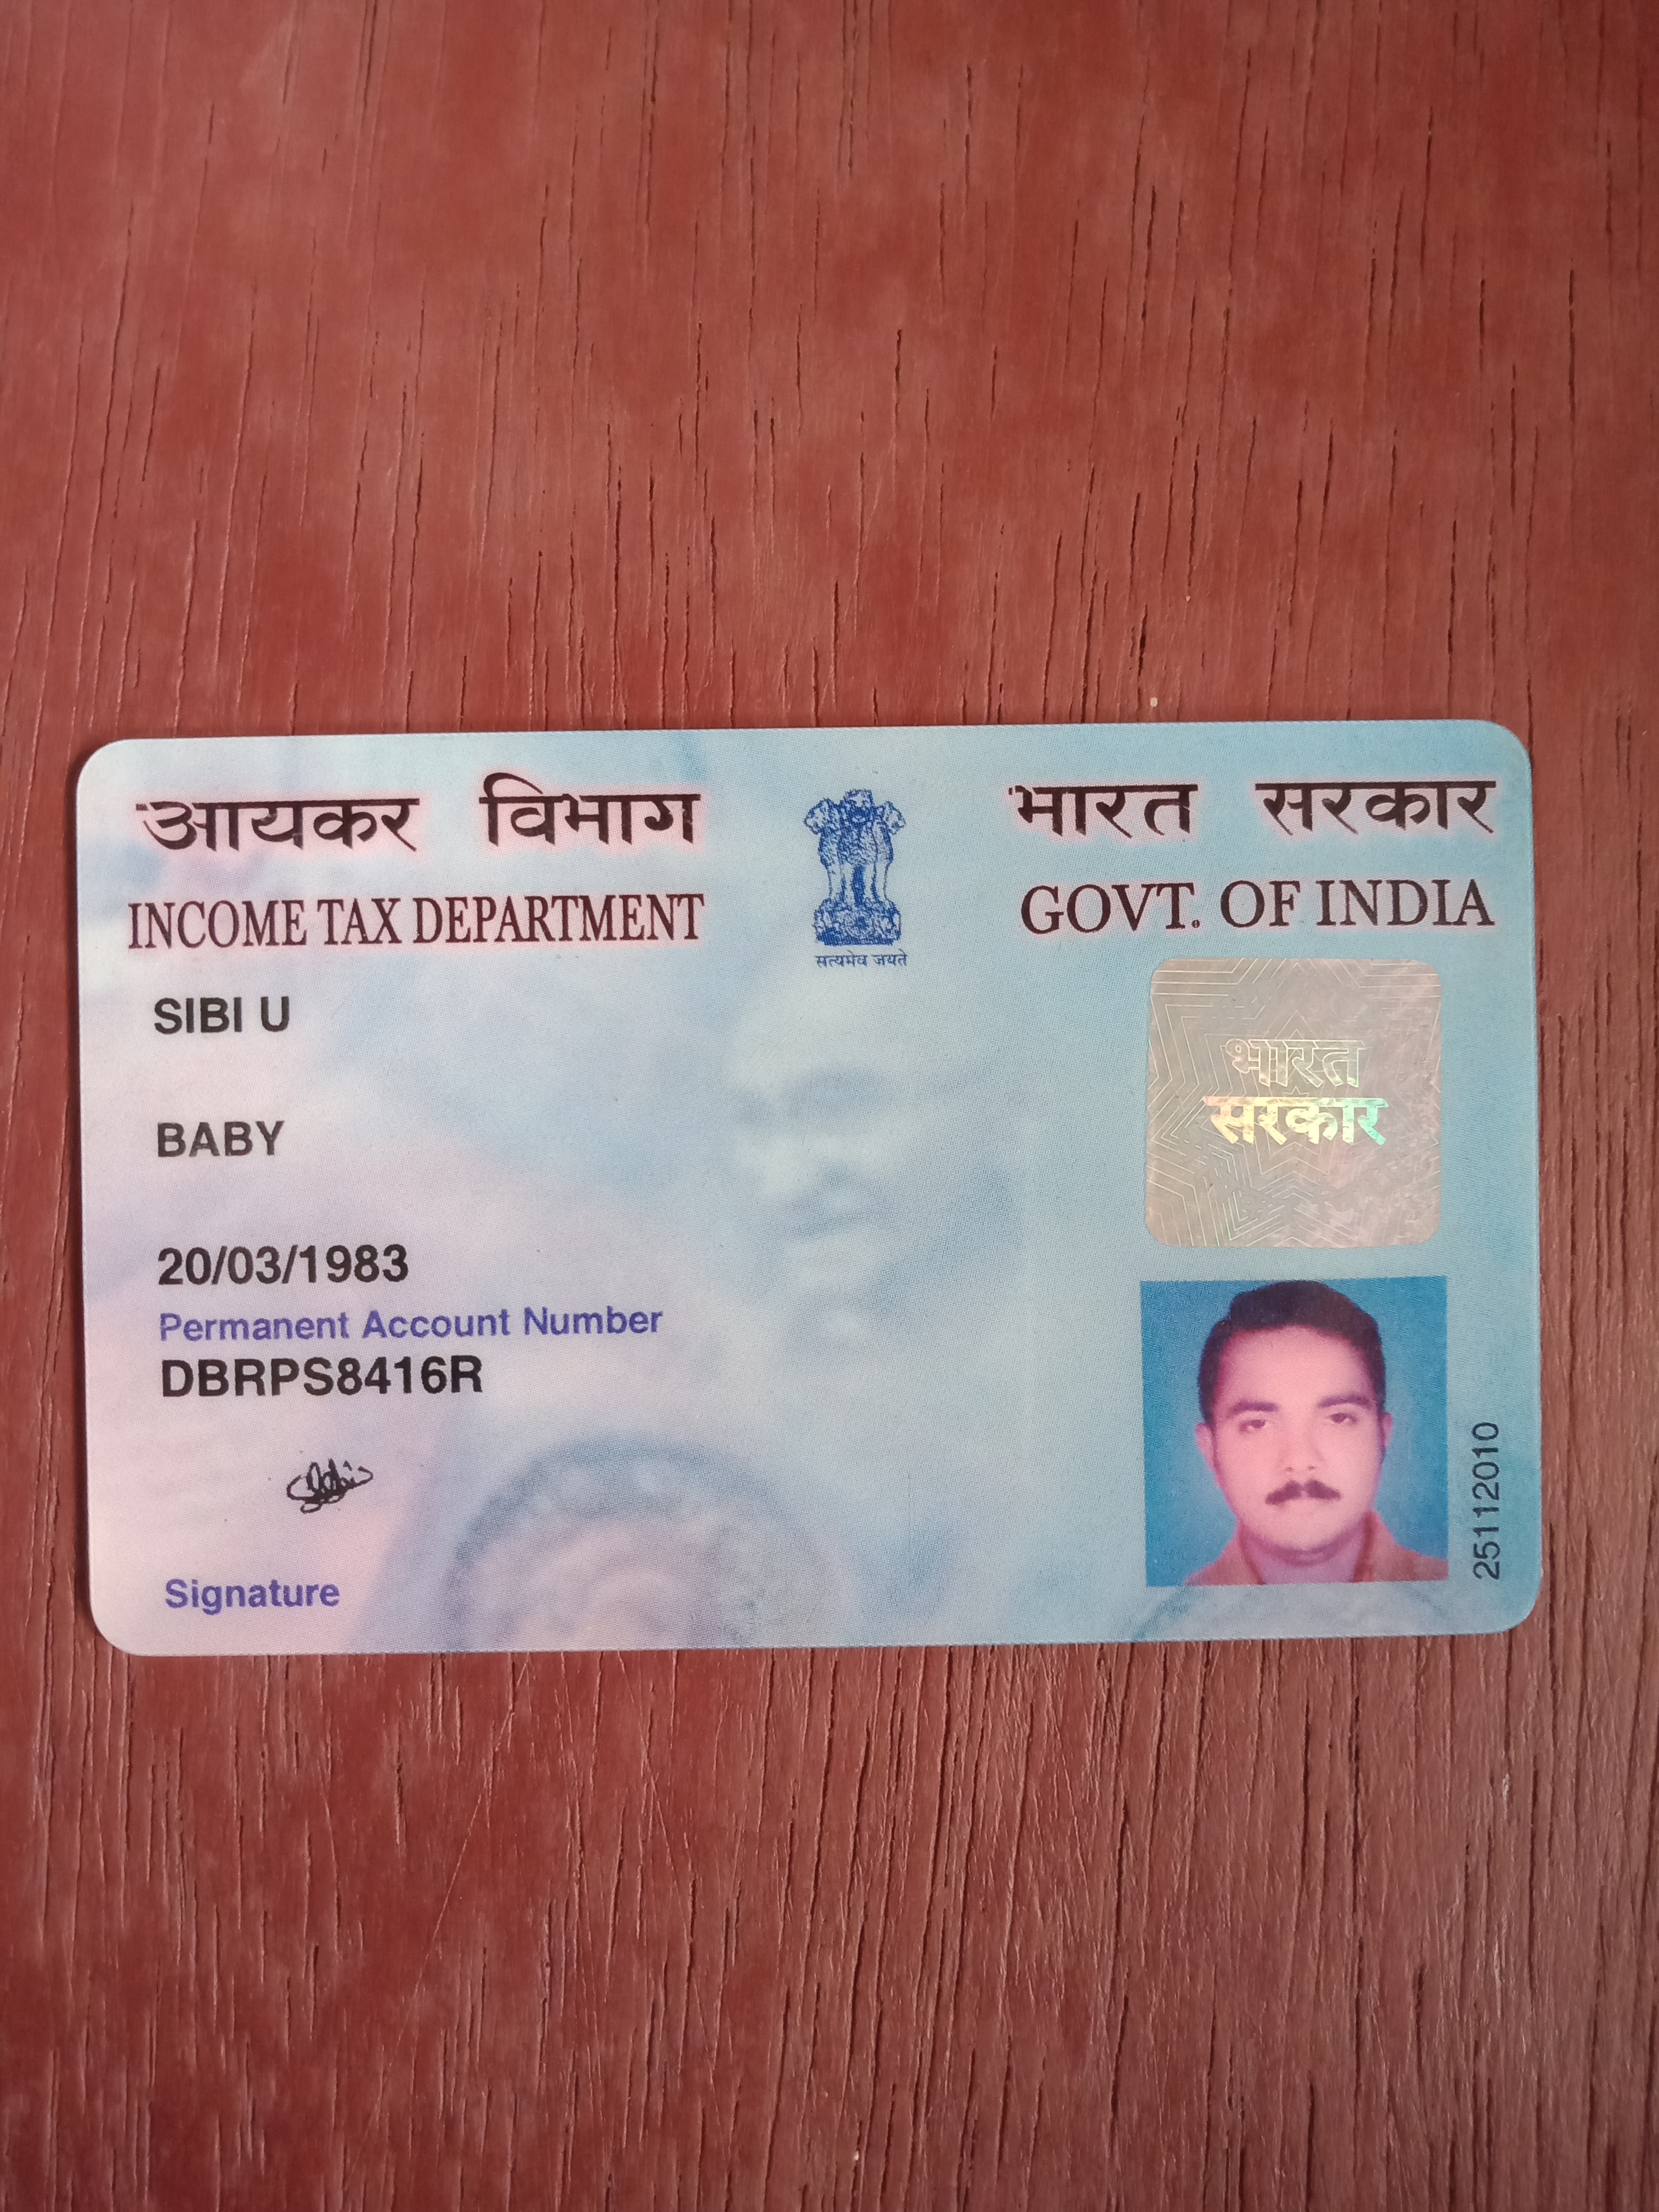 आयकर विभाग
INCOME TAX DEPARTMENT
सत्यमेव जयते
भारत सरकार
GOVT. OF INDIA
SIBI U
BABY
20/03/1983
Permanent Account Number
DBRPS8416R
Signature
भारत
सरकार
25112010